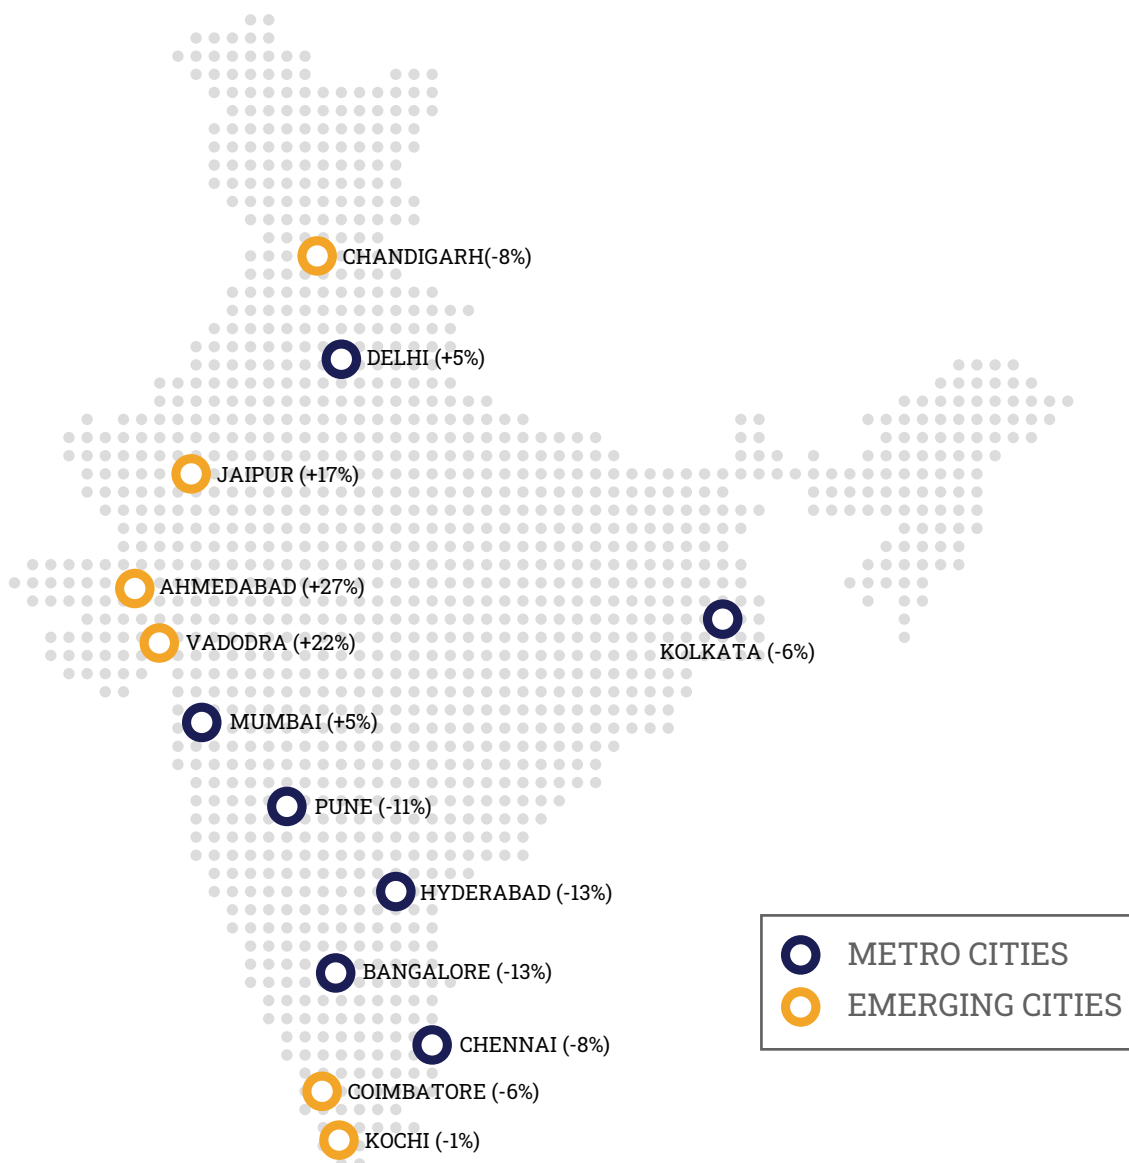 CHANDIGARH(-8%)
DELHI (+5%)
JAIPUR (+17%)
AHMEDABAD (+27%)
VADODRA (+22%)
KOLKATA (-6%)
MUMBAI (+5%)
PUNE (-11%)
HYDERABAD (-13%)
METRO CITIES
BANGALORE (-13%)
EMERGING CITIES
CHENNAI (-8%)
COIMBATORE (-6%)
KOCHI (-1%)